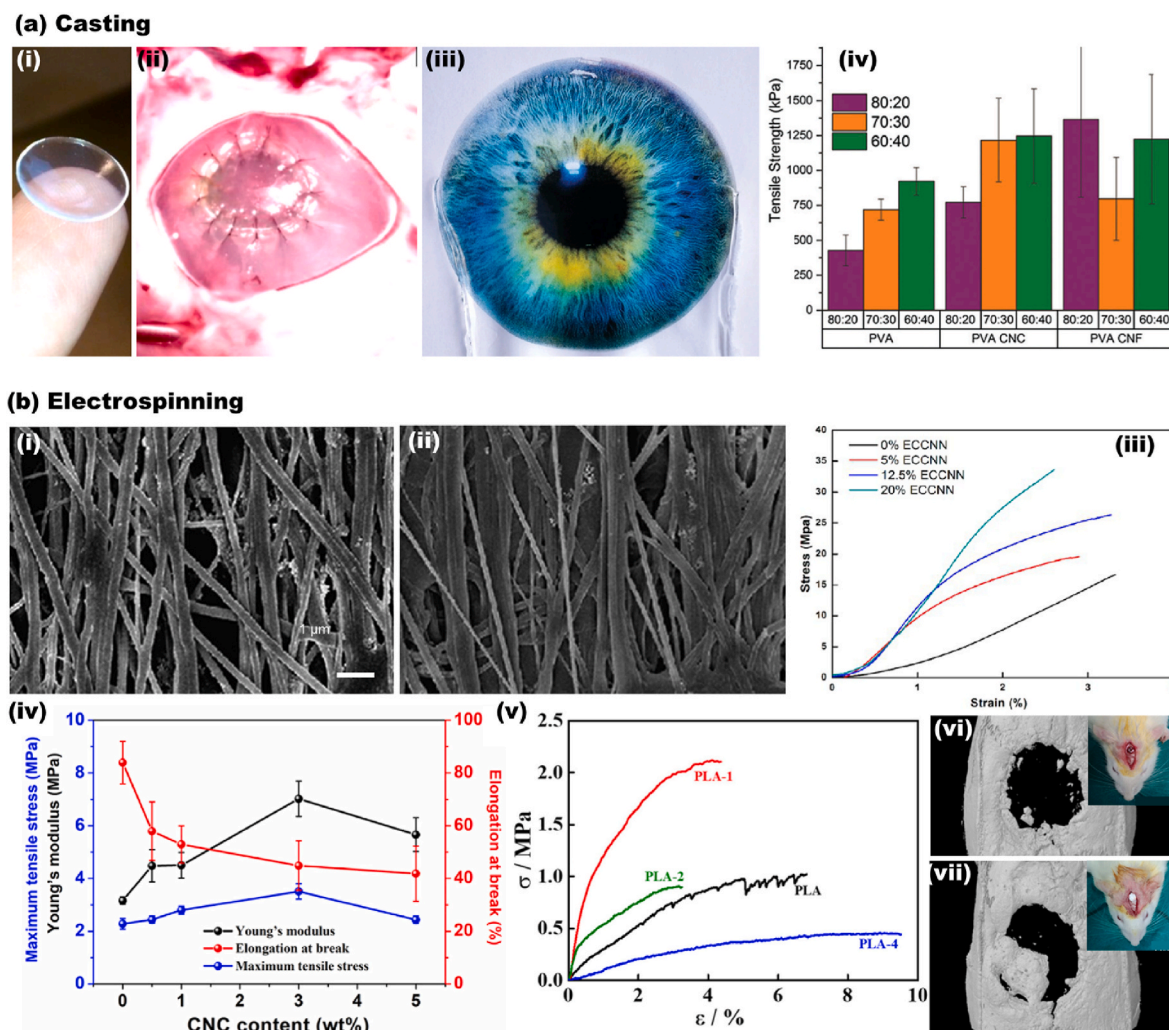 (a) Casting
(i)
(ii)
(iii)
(iv)
Tensile Strength (kPa)
1750
1500
1250
1000
750
500
250
0
80:20
70:30
60:40
80:20 70:30 60:40 80:20 70:30 60:40 80:20 70:30 60:40
PVA PVA CNC PVA CNF
(b) Electrospinning
(i)
1 µm
(ii)
(iii)
Stress (Mpa)
40
35
30
25
20
15
10
5
0
0% ECCNN
5% ECCNN
12.5% ECCNN
20% ECCNN
0 1 2 3
Strain (%)
(iv)
Maximum tensile stress (MPa)
Young's modulus (MPa)
10
8
6
4
2
0
Young's modulus
Elongation at break
Maximum tensile stress
100
80
60
40
20
0
Elongation at break (%)
0 1 2 3 4 5
CNC content (wt%)
(v)
σ / MPa
2.5
2.0
1.5
1.0
0.5
0.0
PLA-1
PLA-2
PLA
PLA-4
0 2 4 6 8 10
ε / %
(vi)
(vii)